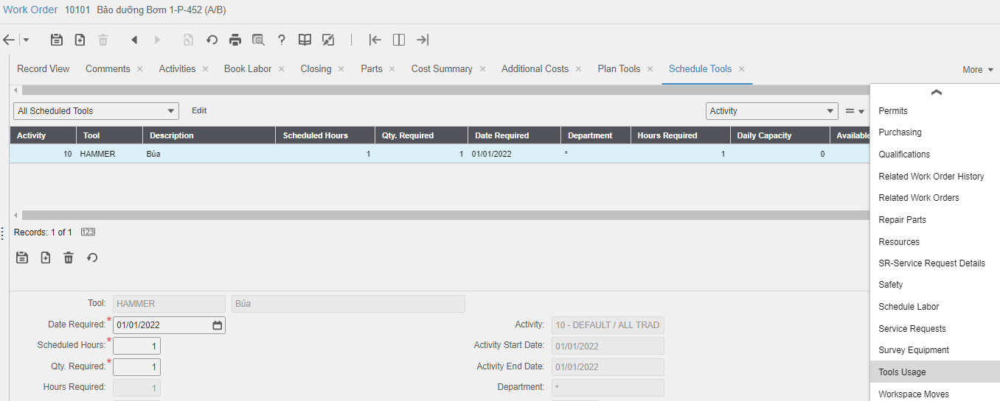 Work Order 10101 Bảo dưỡng Bơm 1-P-452 (A/B)
Record View Comments Activities Book Labor Closing Parts Cost Summary Additional Costs Plan Tools Schedule Tools More
All Scheduled Tools Edit Activity
Activity Tool Description Scheduled Hours Qty. Required Date Required Department Hours Required Daily Capacity Available
10 HAMMER Búa 1 1 01/01/2022 * 1 0
Records: 1 of 1 123
Tool: HAMMER Búa
Date Required:* 01/01/2022 Activity: 10 - DEFAULT / ALL TRAD
Scheduled Hours:* 1 Activity Start Date: 01/01/2022
Qty. Required:* 1 Activity End Date: 01/01/2022
Hours Required: 1 Department: *
Permits
Purchasing
Qualifications
Related Work Order History
Related Work Orders
Repair Parts
Resources
SR-Service Request Details
Safety
Schedule Labor
Service Requests
Survey Equipment
Tools Usage
Workspace Moves